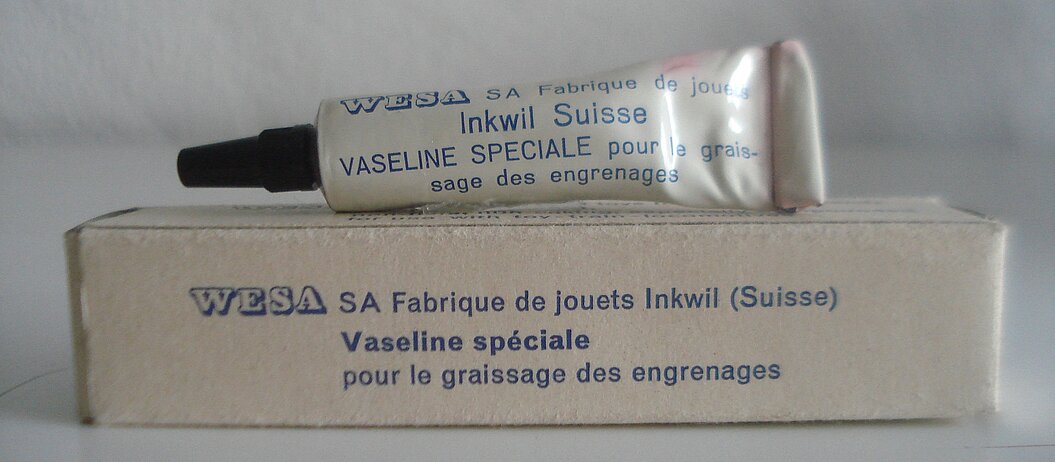 WESA SA Fabrique de jouets
Inkwil Suisse
VASELINE SPECIALE pour le grais-
sage des engrenages
WESA SA Fabrique de jouets Inkwil (Suisse)
Vaseline spéciale
pour le graissage des engrenages